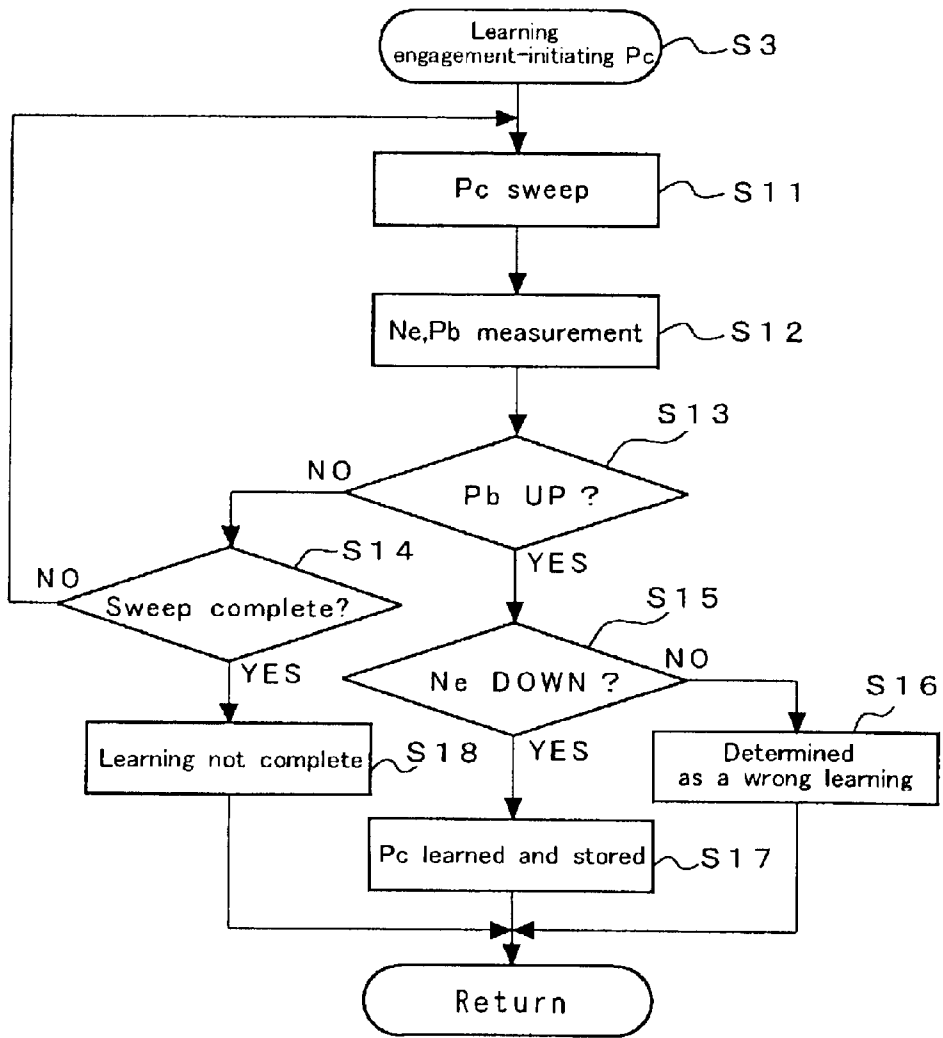 Learning
engagement-initiating Pc
S3
Pc sweep
S11
Ne,Pb measurement
S12
S13
NO
Pb UP ?
YES
S14
NO
Sweep complete?
YES
S15
Ne DOWN ?
NO
YES
S16
Determined
as a wrong learning
Learning not complete
S18
Pc learned and stored
S17
Return